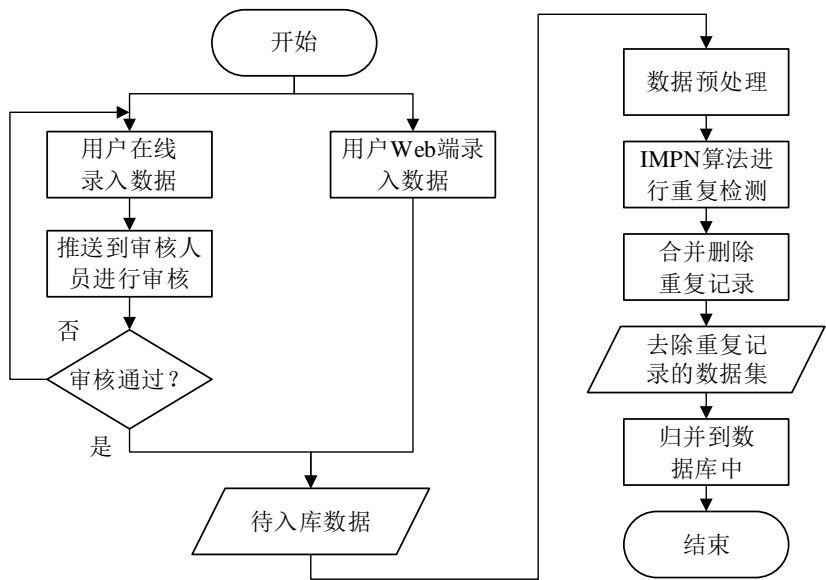 开始
用户在线
录入数据
用户Web端录
入数据
推送到审核人
员进行审核
否
审核通过？
是
待入库数据
数据预处理
IMPN算法进
行重复检测
合并删除
重复记录
去除重复记
录的数据集
归并到数
据库中
结束